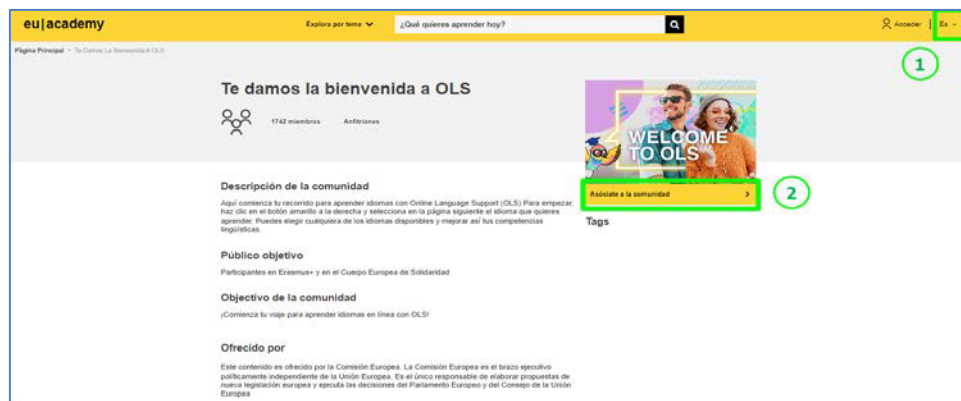 eu|academy
Explora por tema
¿Qué quieres aprender hoy?
Acceder
Es
1
Página Principal
Te Damos La Bienvenida A OLS
Te damos la bienvenida a OLS
1742 miembros
Anfitriones
WELCOME
TO OLS
Asóciate a la comunidad
2
Tags
Descripción de la comunidad
Aquí comienza tu recorrido para aprender idiomas con Online Language Support (OLS) Para empezar,
haz clic en el botón amarillo a la derecha y selecciona en la página siguiente el idioma que quieres
aprender. Puedes elegir cualquiera de los idiomas disponibles y mejorar así tus competencias
lingüísticas.
Público objetivo
Participantes en Erasmus+ y en el Cuerpo Europeo de Solidaridad
Objectivo de la comunidad
¡Comienza tu viaje para aprender idiomas en línea con OLS!
Ofrecido por
Este contenido es ofrecido por la Comisión Europea. La Comisión Europea es el brazo ejecutivo
políticamente independiente de la Unión Europea. Es el único responsable de elaborar propuestas de
nueva legislación europea y ejecuta las decisiones del Parlamento Europeo y del Consejo de la Unión
Europea